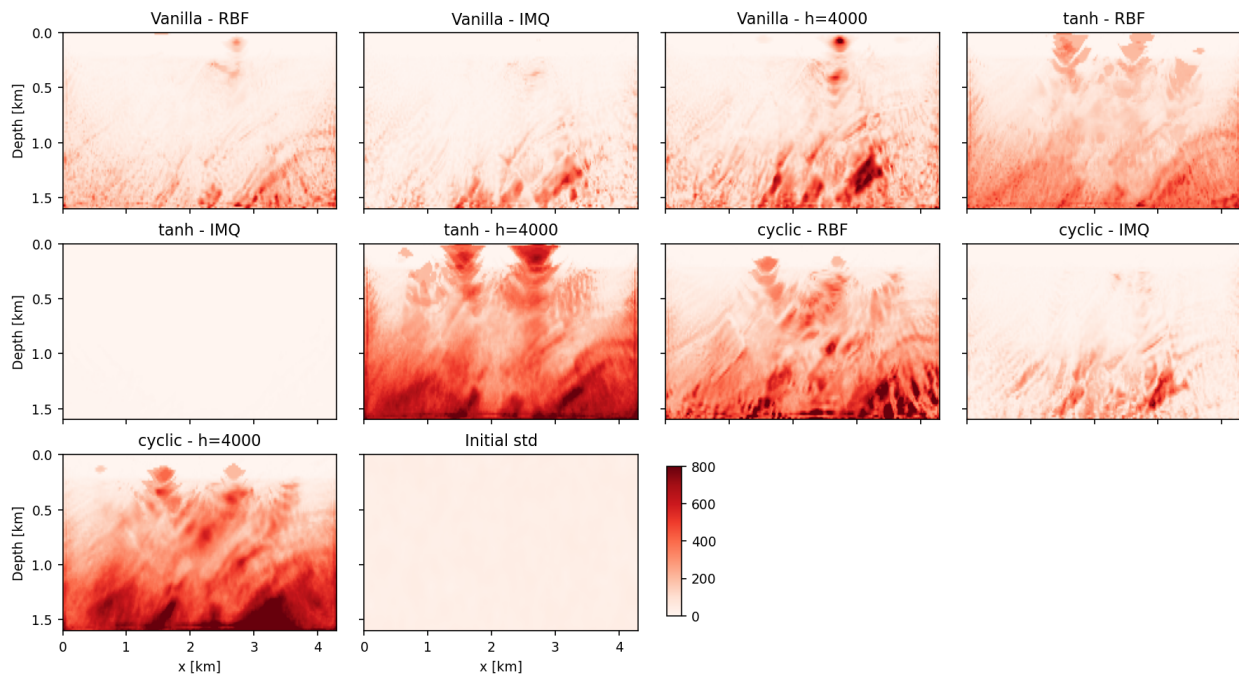 Vanilla - RBF
Vanilla - IMQ
Vanilla - h=4000
tanh - RBF
0.0
0.5
1.0
1.5
Depth [km]
tanh - IMQ
tanh - h=4000
cyclic - RBF
cyclic - IMQ
0.0
0.5
1.0
1.5
Depth [km]
cyclic - h=4000
Initial std
0.0
0.5
1.0
1.5
Depth [km]
0 1 2 3 4
x [km]
0 1 2 3 4
x [km]
800
600
400
200
0